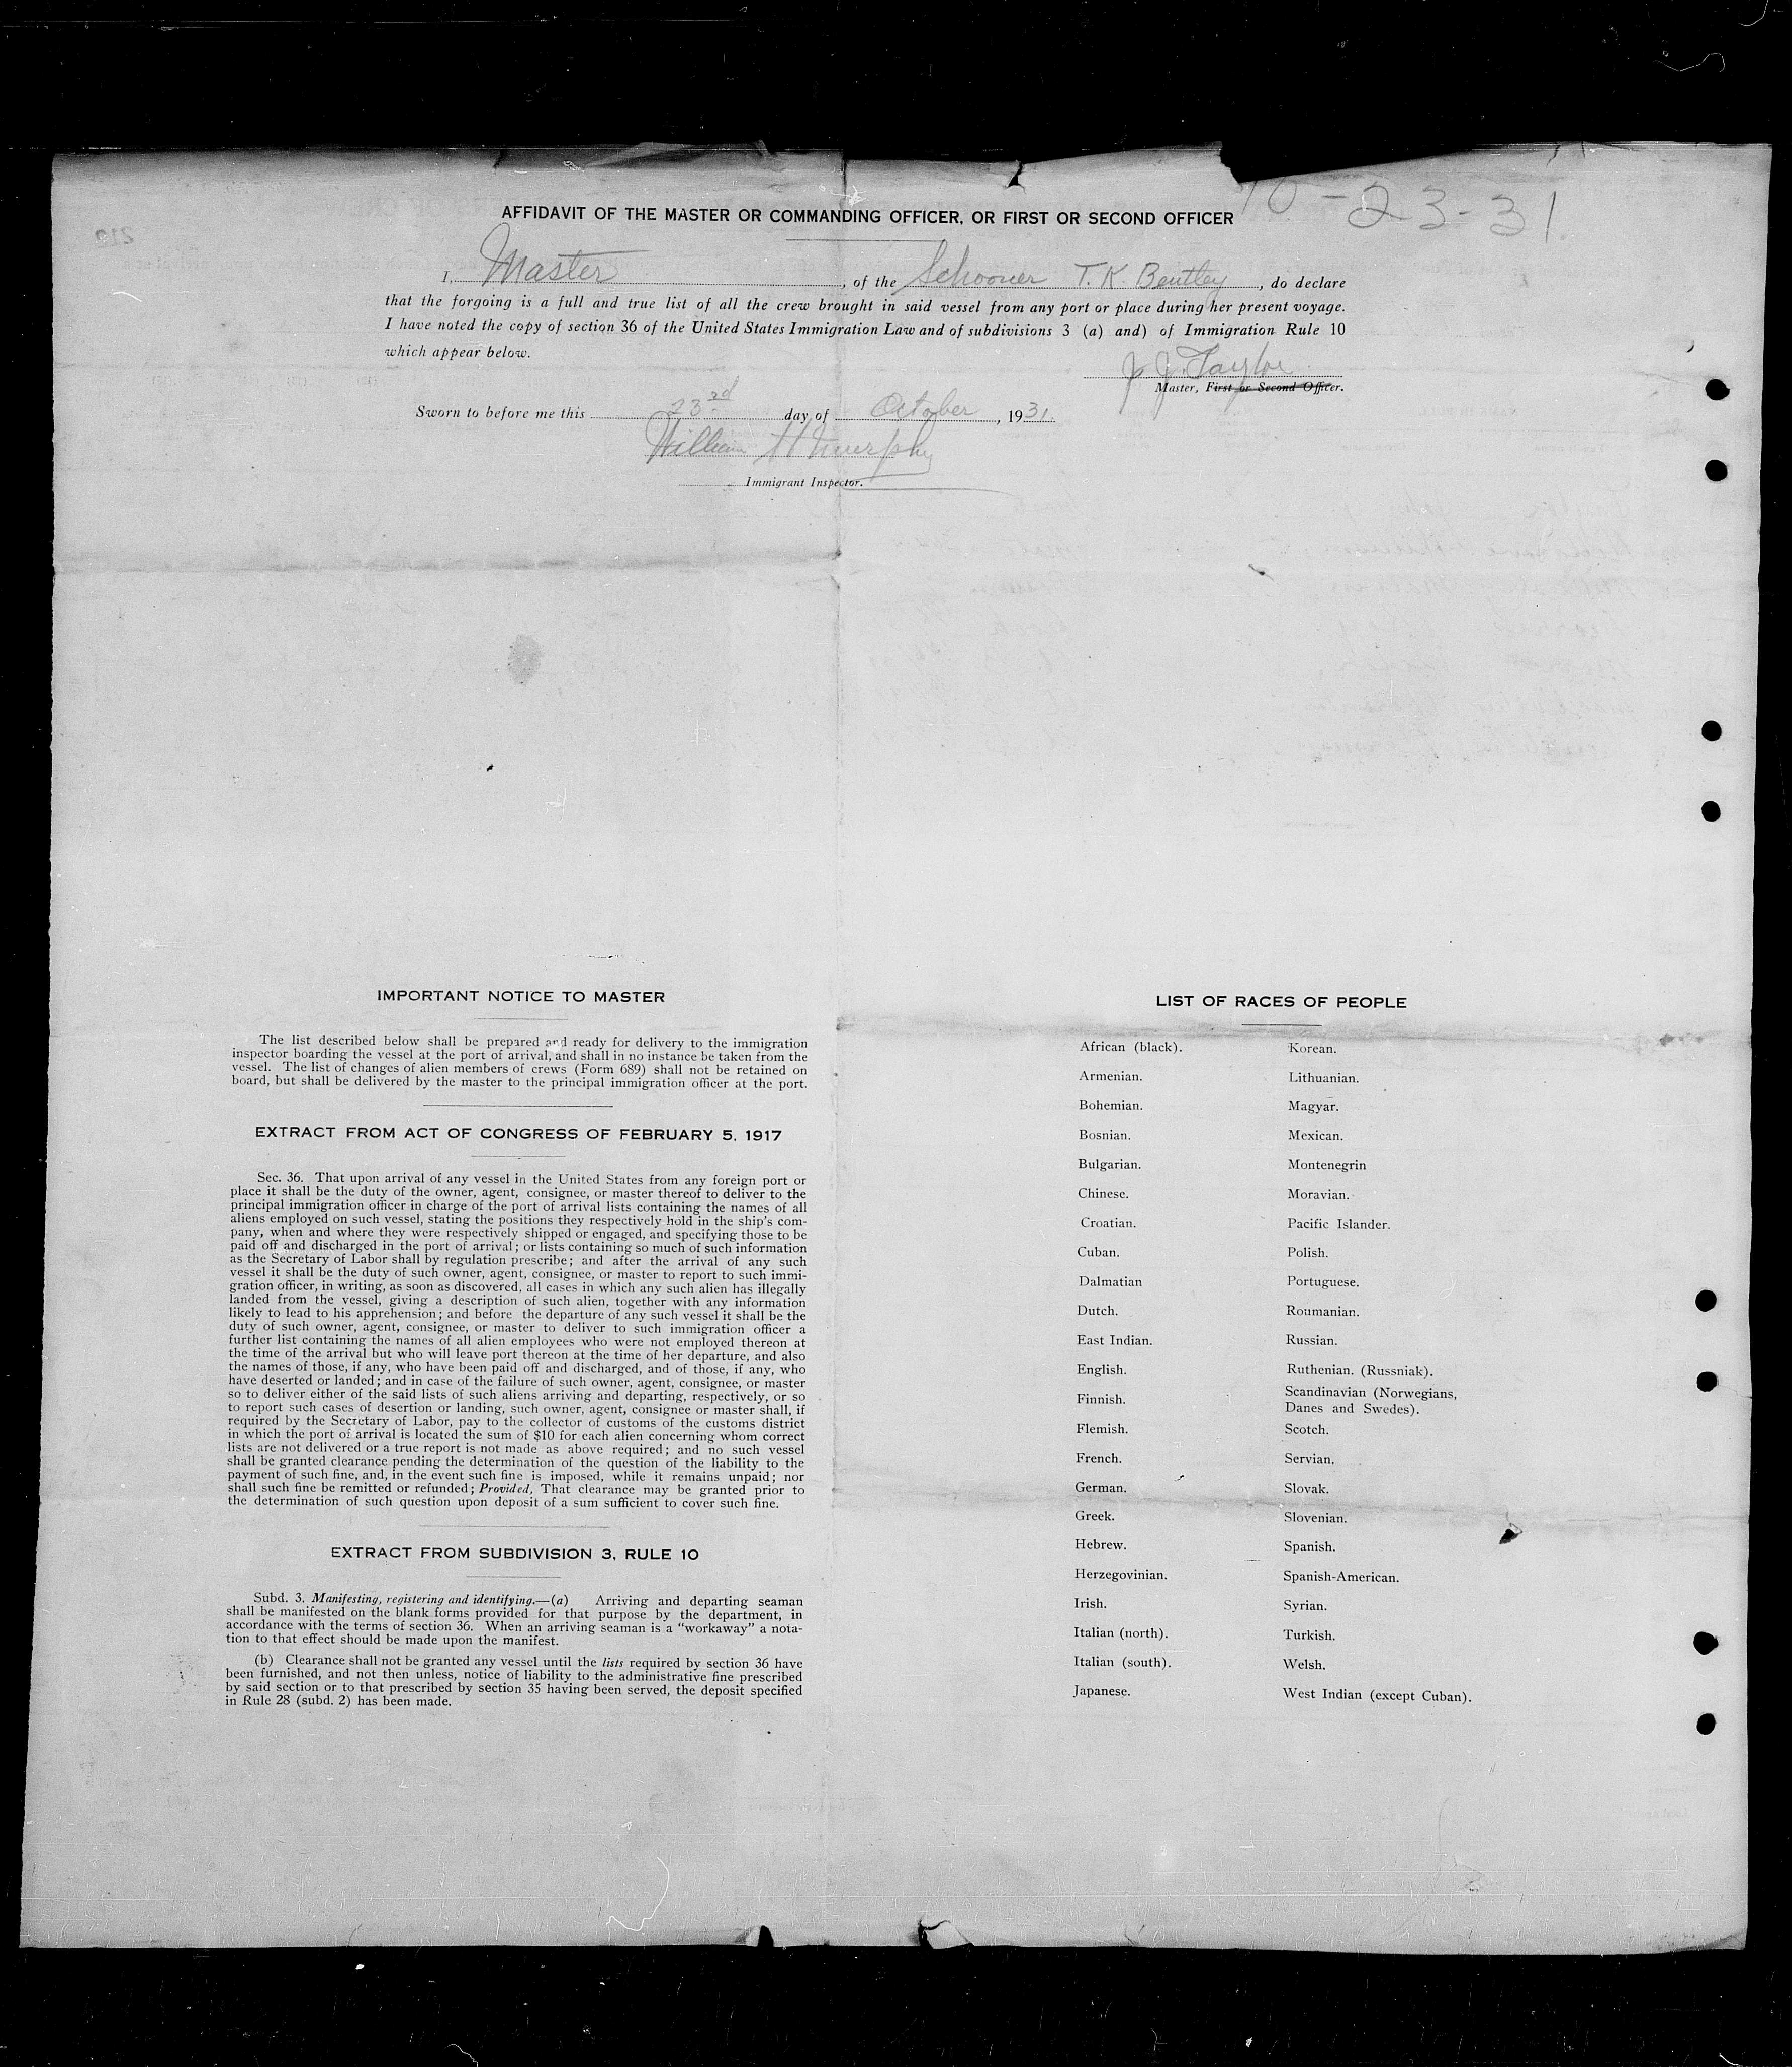 10-23-31
AFFIDAVIT OF THE MASTER OR COMMANDING OFFICER, OR FIRST OR SECOND OFFICER
I, Master, of the Schooner T. K. Bentley, do declare
that the forgoing is a full and true list of all the crew brought in said vessel from any port or place during her present voyage.
I have noted the copy of section 36 of the United States Immigration Law and of subdivisions 3 (a) and) of Immigration Rule 10
which appear below.
J. G. Taylor
Master, First or Second Officer.
Sworn to before me this 23rd day of October, 1931.
William H Murphy
Immigrant Inspector.
IMPORTANT NOTICE TO MASTER
The list described below shall be prepared and ready for delivery to the immigration
inspector boarding the vessel at the port of arrival, and shall in no instance be taken from the
vessel. The list of changes of alien members of crews (Form 689) shall not be retained on
board, but shall be delivered by the master to the principal immigration officer at the port.
EXTRACT FROM ACT OF CONGRESS OF FEBRUARY 5, 1917
Sec. 36. That upon arrival of any vessel in the United States from any foreign port or
place it shall be the duty of the owner, agent, consignee, or master thereof to deliver to the
principal immigration officer in charge of the port of arrival lists containing the names of all
aliens employed on such vessel, stating the positions they respectively hold in the ship's com-
pany, when and where they were respectively shipped or engaged, and specifying those to be
paid off and discharged in the port of arrival; or lists containing so much of such information
as the Secretary of Labor shall by regulation prescribe; and after the arrival of any such
vessel it shall be the duty of such owner, agent, consignee, or master to report to such immi-
gration officer, in writing, as soon as discovered, all cases in which any such alien has illegally
landed from the vessel, giving a description of such alien, together with any information
likely to lead to his apprehension; and before the departure of any such vessel it shall be the
duty of such owner, agent, consignee, or master to deliver to such immigration officer a
further list containing the names of all alien employees who were not employed thereon at
the time of the arrival but who will leave port thereon at the time of her departure, and also
the names of those, if any, who have been paid off and discharged, and of those, if any, who
have deserted or landed; and in case of the failure of such owner, agent, consignee, or master
so to deliver either of the said lists of such aliens arriving and departing, respectively, or so
to report such cases of desertion or landing, such owner, agent, consignee or master shall, if
required by the Secretary of Labor, pay to the collector of customs of the customs district
in which the port of arrival is located the sum of $10 for each alien concerning whom correct
lists are not delivered or a true report is not made as above required; and no such vessel
shall be granted clearance pending the determination of the question of the liability to the
payment of such fine, and, in the event such fine is imposed, while it remains unpaid; nor
shall such fine be remitted or refunded; Provided, That clearance may be granted prior to
the determination of such question upon deposit of a sum sufficient to cover such fine.
EXTRACT FROM SUBDIVISION 3, RULE 10
Subd. 3. Manifesting, registering and identifying.—(a) Arriving and departing seaman
shall be manifested on the blank forms provided for that purpose by the department, in
accordance with the terms of section 36. When an arriving seaman is a "workaway" a nota-
tion to that effect should be made upon the manifest.
(b) Clearance shall not be granted any vessel until the lists required by section 36 have
been furnished, and not then unless, notice of liability to the administrative fine prescribed
by said section or to that prescribed by section 35 having been served, the deposit specified
in Rule 28 (subd. 2) has been made.
LIST OF RACES OF PEOPLE
African (black).
Armenian.
Bohemian.
Bosnian.
Bulgarian.
Chinese.
Croatian.
Cuban.
Dalmatian
Dutch.
East Indian.
English.
Finnish.
Flemish.
French.
German.
Greek.
Hebrew.
Herzegovinian.
Irish.
Italian (north).
Italian (south).
Japanese.
Korean.
Lithuanian.
Magyar.
Mexican.
Montenegrin
Moravian.
Pacific Islander.
Polish.
Portuguese.
Roumanian.
Russian.
Ruthenian. (Russniak).
Scandinavian (Norwegians,
Danes and Swedes).
Scotch.
Servian.
Slovak.
Slovenian.
Spanish.
Spanish-American.
Syrian.
Turkish.
Welsh.
West Indian (except Cuban).